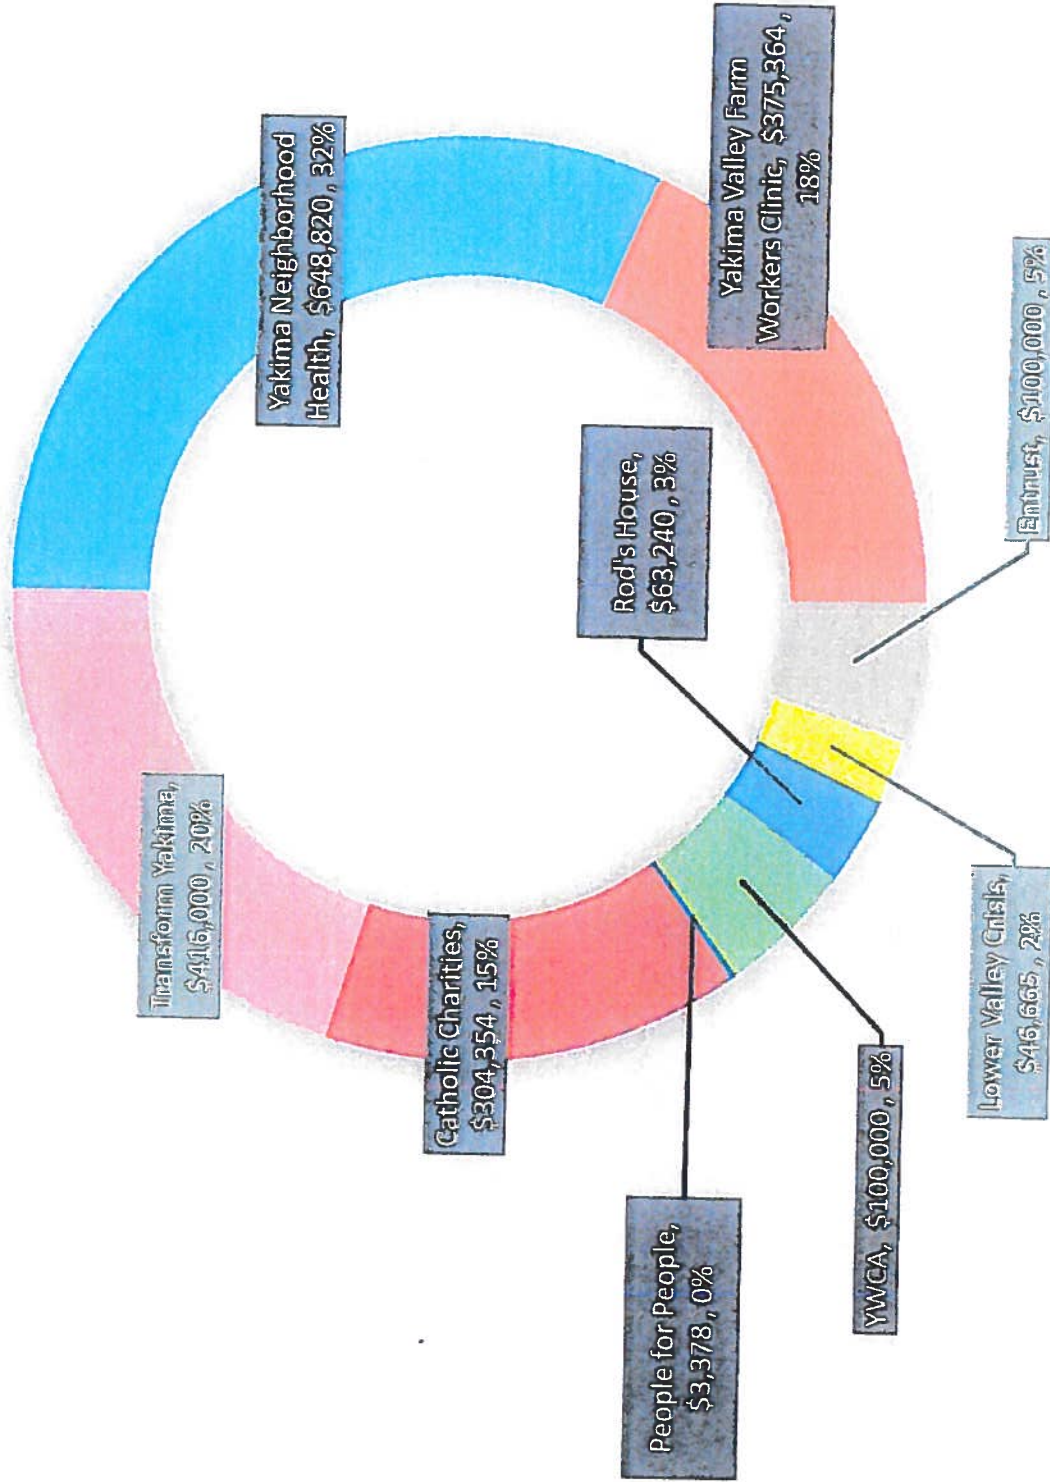 Yakima Neighborhood
Health, $648,820, 32%
Yakima Valley Farm
Workers Clinic, $375,364,
18%
Entrust, $100,000, 5%
Lower Valley Crisis,
$46,665, 2%
Rod's House,
$63,240, 3%
YWCA, $100,000, 5%
People for People,
$3,378, 0%
Catholic Charities,
$304,354, 15%
Transform Yakima,
$416,000, 20%